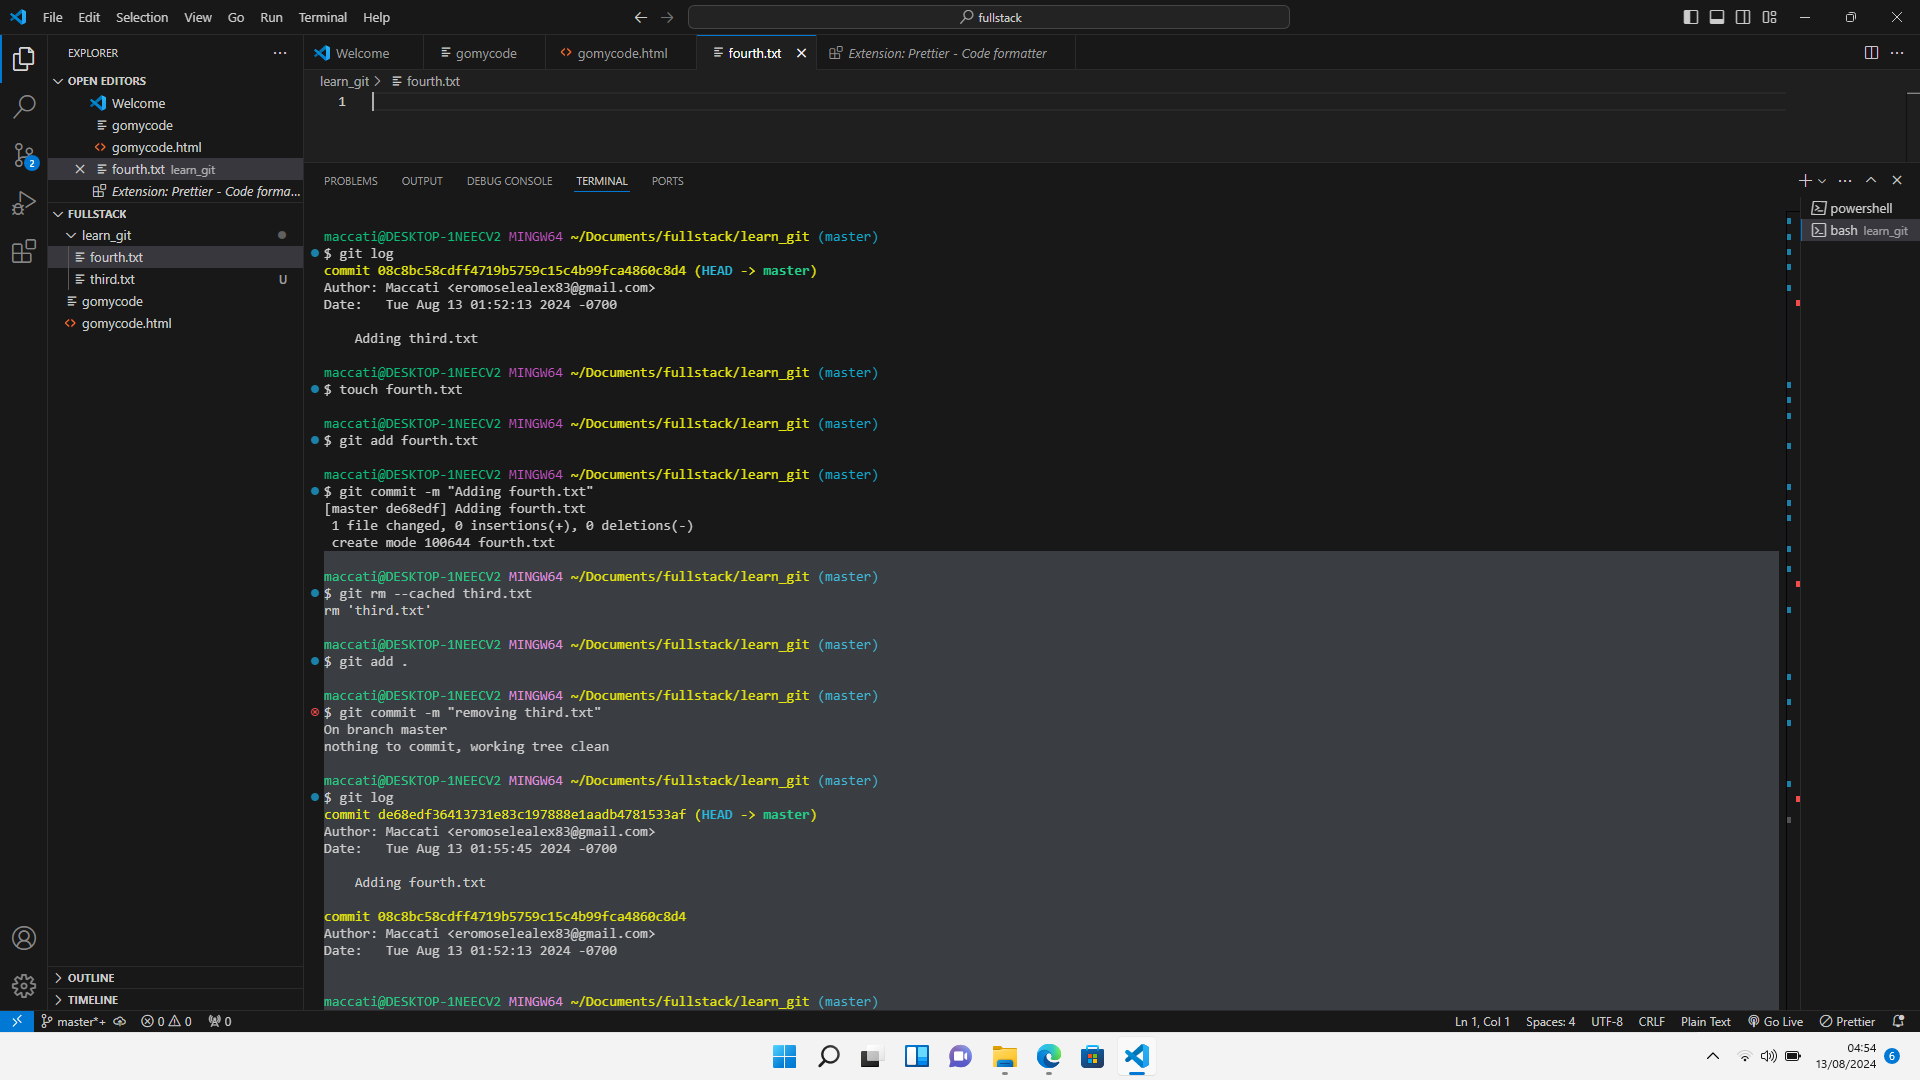 File Edit Selection View Go Run Terminal Help
fullstack
EXPLORER
OPEN EDITORS
Welcome
gomycode
gomycode.html
fourth.txt learn_git
Extension: Prettier - Code forma...
FULLSTACK
learn_git
fourth.txt
third.txt U
gomycode
gomycode.html
OUTLINE
TIMELINE
2
Welcome
gomycode
gomycode.html
fourth.txt
Extension: Prettier - Code formatter
learn_git > fourth.txt
1
PROBLEMS OUTPUT DEBUG CONSOLE TERMINAL PORTS
powershell
bash learn_git
maccati@DESKTOP-1NEECV2 MINGW64 ~/Documents/fullstack/learn_git (master)
$ git log
commit 08c8bc58cdff4719b5759c15c4b99fca4860c8d4 (HEAD -> master)
Author: Maccati <eromoselealex83@gmail.com>
Date:   Tue Aug 13 01:52:13 2024 -0700
    Adding third.txt
maccati@DESKTOP-1NEECV2 MINGW64 ~/Documents/fullstack/learn_git (master)
$ touch fourth.txt
maccati@DESKTOP-1NEECV2 MINGW64 ~/Documents/fullstack/learn_git (master)
$ git add fourth.txt
maccati@DESKTOP-1NEECV2 MINGW64 ~/Documents/fullstack/learn_git (master)
$ git commit -m "Adding fourth.txt"
[master de68edf] Adding fourth.txt
 1 file changed, 0 insertions(+), 0 deletions(-)
 create mode 100644 fourth.txt
maccati@DESKTOP-1NEECV2 MINGW64 ~/Documents/fullstack/learn_git (master)
$ git rm --cached third.txt
rm 'third.txt'
maccati@DESKTOP-1NEECV2 MINGW64 ~/Documents/fullstack/learn_git (master)
$ git add .
maccati@DESKTOP-1NEECV2 MINGW64 ~/Documents/fullstack/learn_git (master)
$ git commit -m "removing third.txt"
On branch master
nothing to commit, working tree clean
maccati@DESKTOP-1NEECV2 MINGW64 ~/Documents/fullstack/learn_git (master)
$ git log
commit de68edf36413731e83c197888e1aadb4781533af (HEAD -> master)
Author: Maccati <eromoselealex83@gmail.com>
Date:   Tue Aug 13 01:55:45 2024 -0700
    Adding fourth.txt
commit 08c8bc58cdff4719b5759c15c4b99fca4860c8d4
Author: Maccati <eromoselealex83@gmail.com>
Date:   Tue Aug 13 01:52:13 2024 -0700
maccati@DESKTOP-1NEECV2 MINGW64 ~/Documents/fullstack/learn_git (master)
master*+ 0 0 0
Ln 1, Col 1 Spaces: 4 UTF-8 CRLF Plain Text Go Live Prettier
04:54
13/08/2024
6